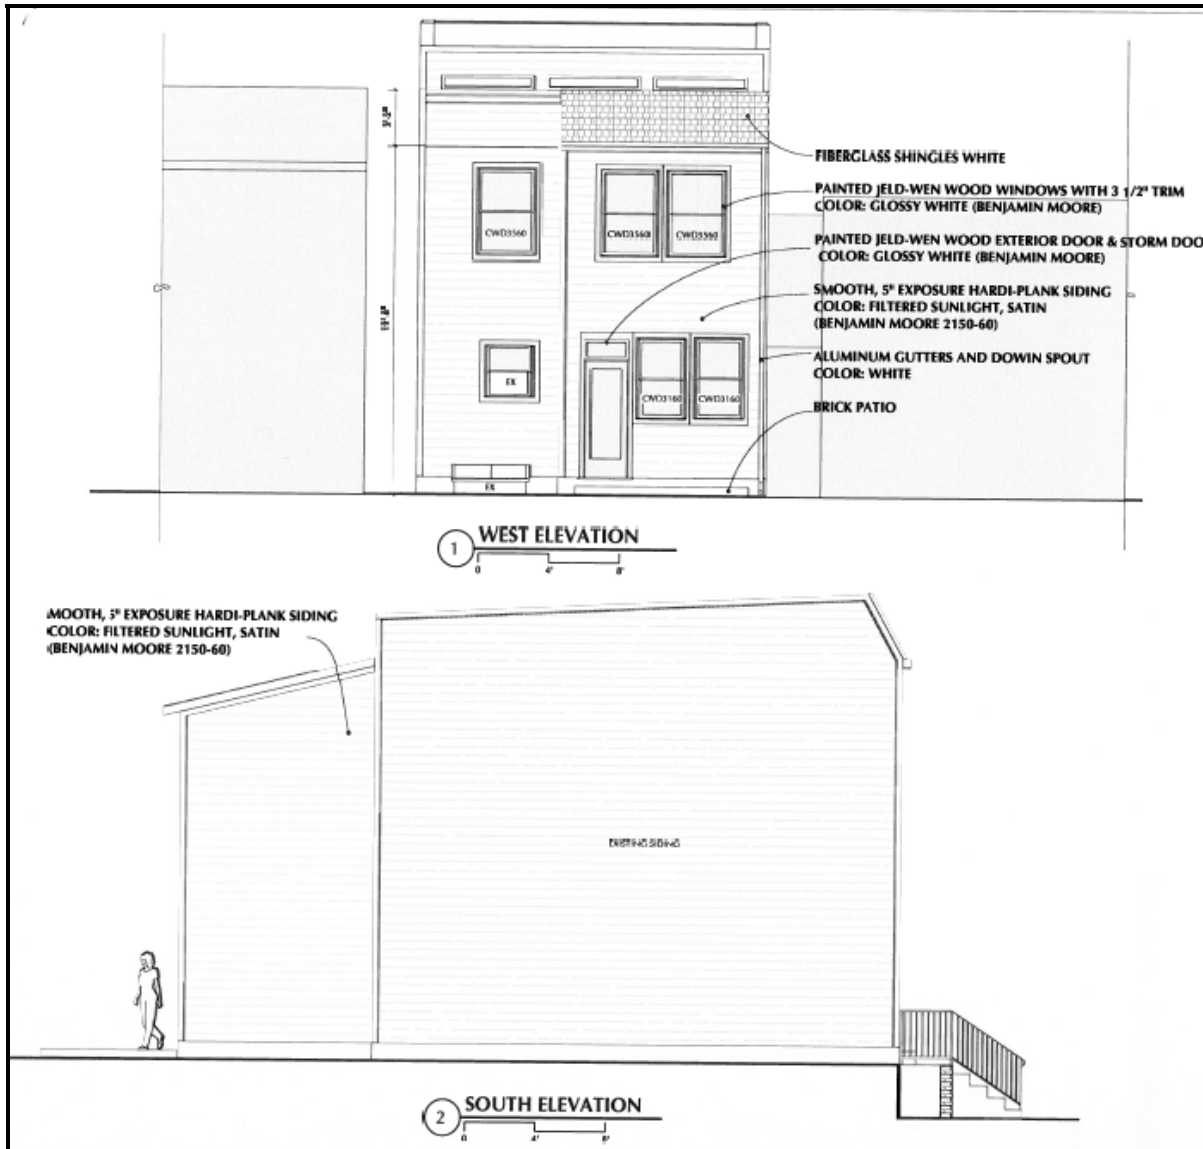 FIBERGLASS SHINGLES WHITE
PAINTED JELD-WEN WOOD WINDOWS WITH 3 1/2" TRIM
COLOR: GLOSSY WHITE (BENJAMIN MOORE)
PAINTED JELD-WEN WOOD EXTERIOR DOOR & STORM DOO
COLOR: GLOSSY WHITE (BENJAMIN MOORE)
SMOOTH, 5" EXPOSURE HARDI-PLANK SIDING
COLOR: FILTERED SUNLIGHT, SATIN
(BENJAMIN MOORE 2150-60)
ALUMINUM GUTTERS AND DOWIN SPOUT
COLOR: WHITE
BRICK PATIO
CWD3560
CWD3560
CWD3560
EX
CWD3160
CWD3160
EX
1 WEST ELEVATION
0 4' 8'
MOOTH, 5" EXPOSURE HARDI-PLANK SIDING
COLOR: FILTERED SUNLIGHT, SATIN
(BENJAMIN MOORE 2150-60)
EXISTING SIDING
2 SOUTH ELEVATION
0 4' 8'